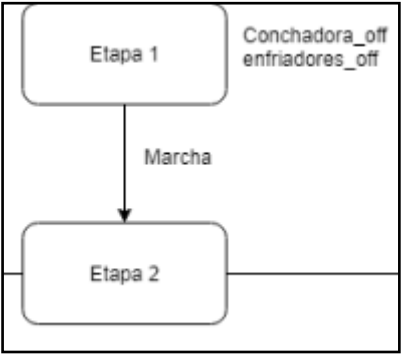 Etapa 1
Conchadora_off
enfriadores_off
Marcha
Etapa 2